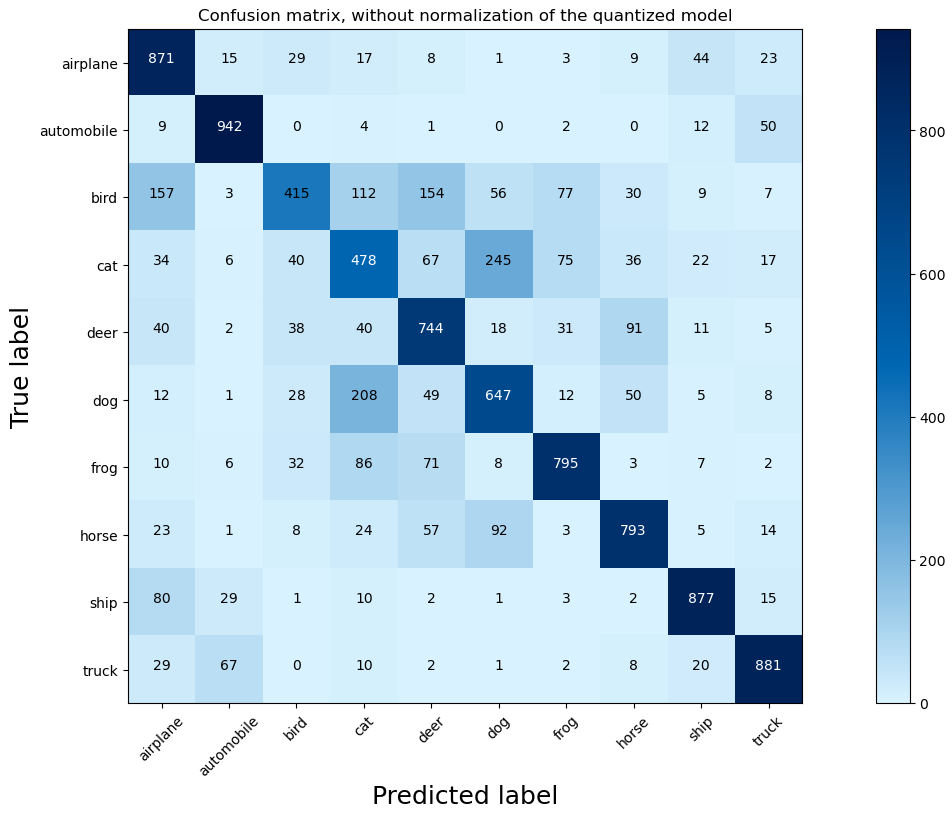 Confusion matrix, without normalization of the quantized model
True label
airplane 871 15 29 17 8 1 3 9 44 23
automobile 9 942 0 4 1 0 2 0 12 50
bird 157 3 415 112 154 56 77 30 9 7
cat 34 6 40 478 67 245 75 36 22 17
deer 40 2 38 40 744 18 31 91 11 5
dog 12 1 28 208 49 647 12 50 5 8
frog 10 6 32 86 71 8 795 3 7 2
horse 23 1 8 24 57 92 3 793 5 14
ship 80 29 1 10 2 1 3 2 877 15
truck 29 67 0 10 2 1 2 8 20 881
airplane automobile bird cat deer dog frog horse ship truck
Predicted label
800
600
400
200
0